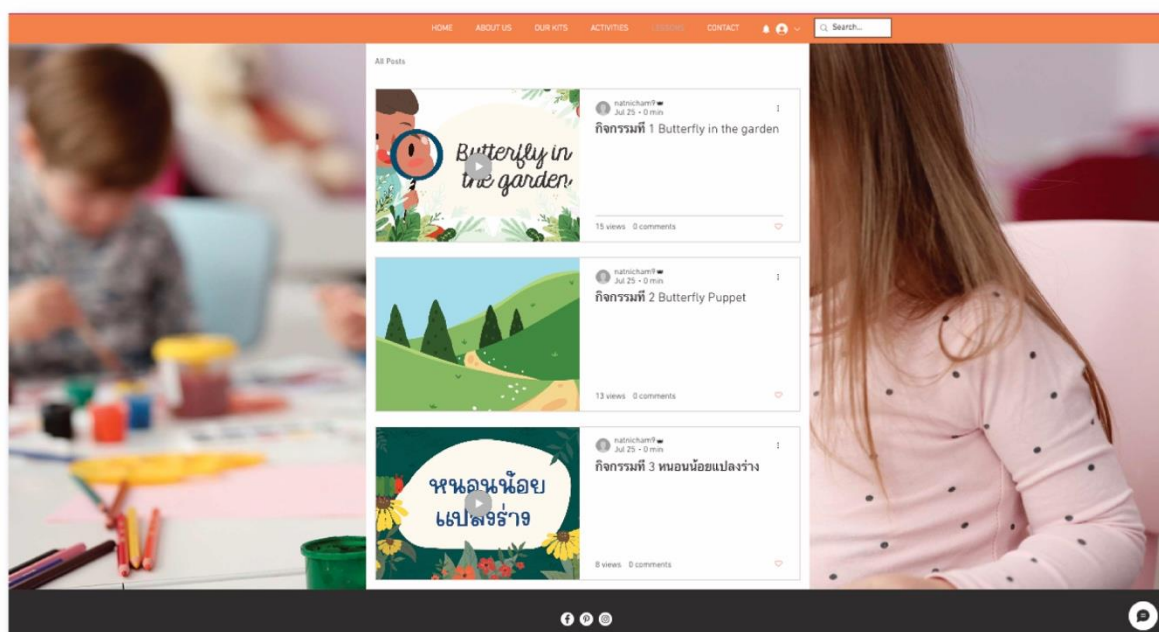 HOME ABOUT US OUR KITS ACTIVITIES LESSONS CONTACT Search...
All Posts
Butterfly in
the garden
natnicham9
Jul 25 • 0 min
กิจกรรมที่ 1 Butterfly in the garden
15 views 0 comments
natnicham9
Jul 25 • 0 min
กิจกรรมที่ 2 Butterfly Puppet
13 views 0 comments
หนอนน้อย
แปลงร่าง
natnicham9
Jul 25 • 0 min
กิจกรรมที่ 3 หนอนน้อยแปลงร่าง
8 views 0 comments